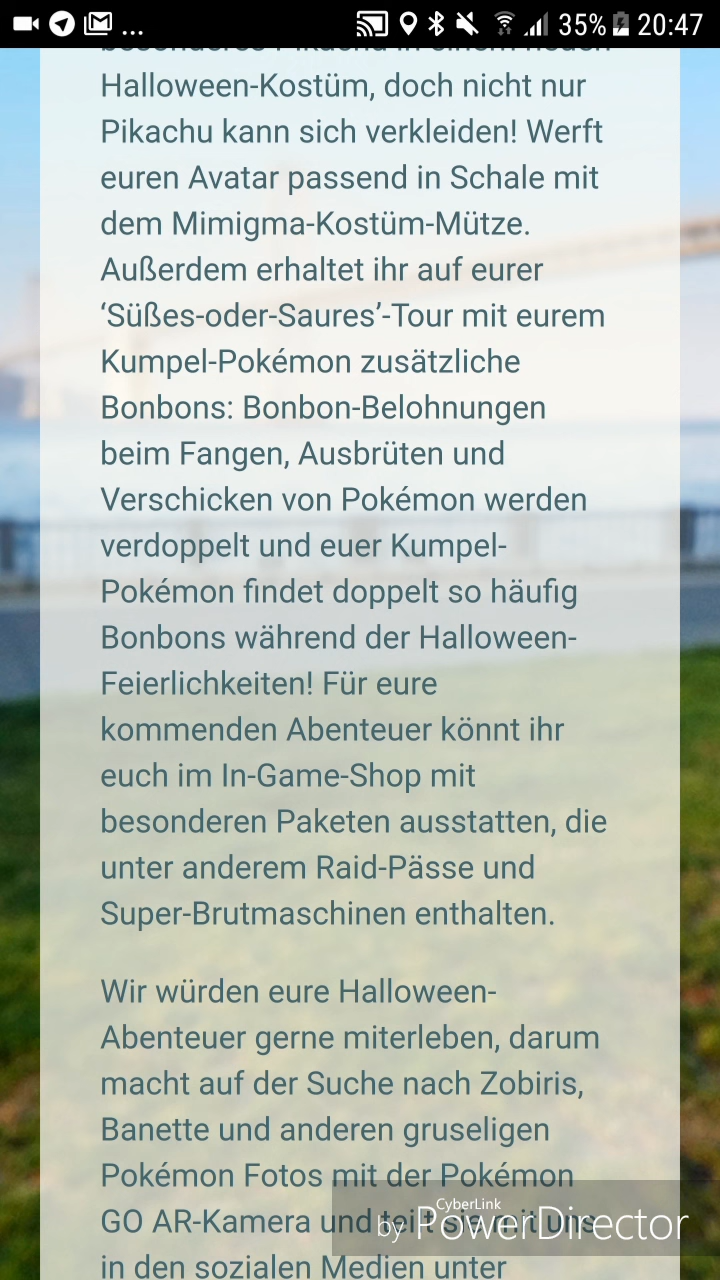 ... 35% 20:47
Halloween-Kostüm, doch nicht nur
Pikachu kann sich verkleiden! Werft
euren Avatar passend in Schale mit
dem Mimigma-Kostüm-Mütze.
Außerdem erhaltet ihr auf eurer
‘Süßes-oder-Saures’-Tour mit eurem
Kumpel-Pokémon zusätzliche
Bonbons: Bonbon-Belohnungen
beim Fangen, Ausbrüten und
Verschicken von Pokémon werden
verdoppelt und euer Kumpel-
Pokémon findet doppelt so häufig
Bonbons während der Halloween-
Feierlichkeiten! Für eure
kommenden Abenteuer könnt ihr
euch im In-Game-Shop mit
besonderen Paketen ausstatten, die
unter anderem Raid-Pässe und
Super-Brutmaschinen enthalten.
Wir würden eure Halloween-
Abenteuer gerne miterleben, darum
macht auf der Suche nach Zobiris,
Banette und anderen gruseligen
Pokémon Fotos mit der Pokémon
GO AR-Kamera und teilt sie mit uns
in den sozialen Medien unter
CyberLink
by PowerDirector